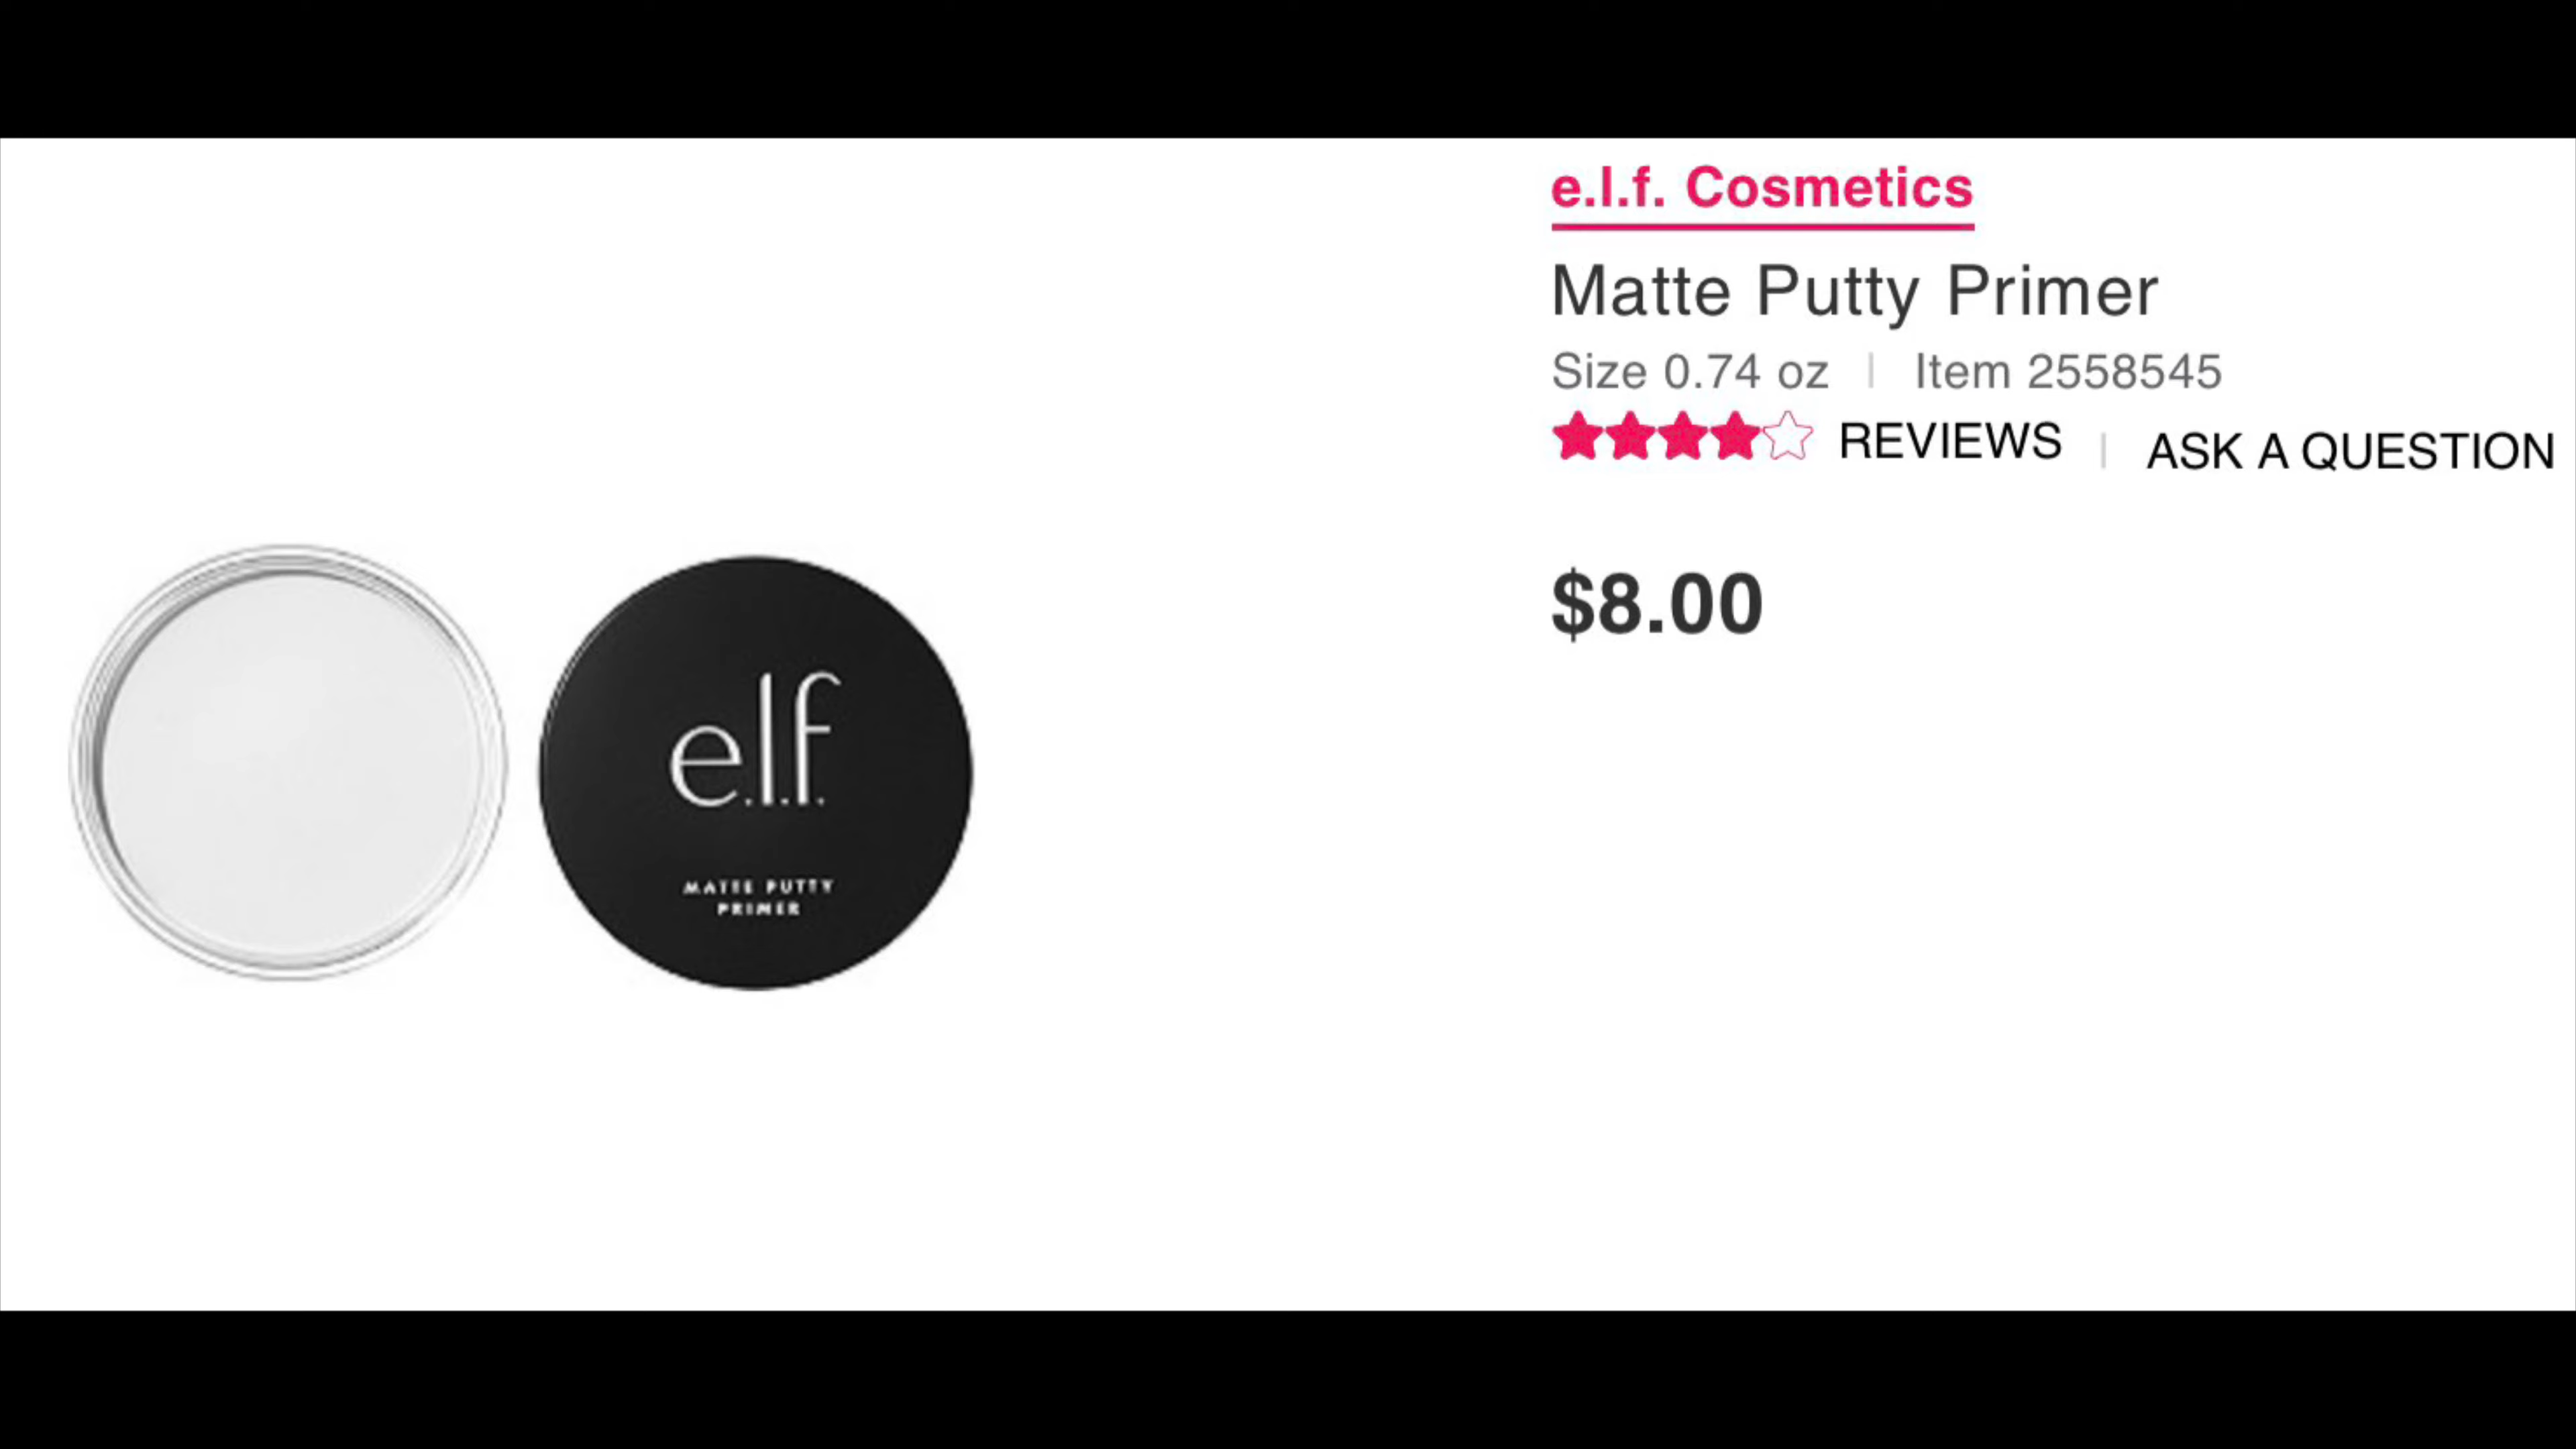 e.l.f. Cosmetics
Matte Putty Primer
Size 0.74 oz | Item 2558545
REVIEWS | ASK A QUESTION
$8.00
e.l.f.
MATTE PUTTY
PRIMER